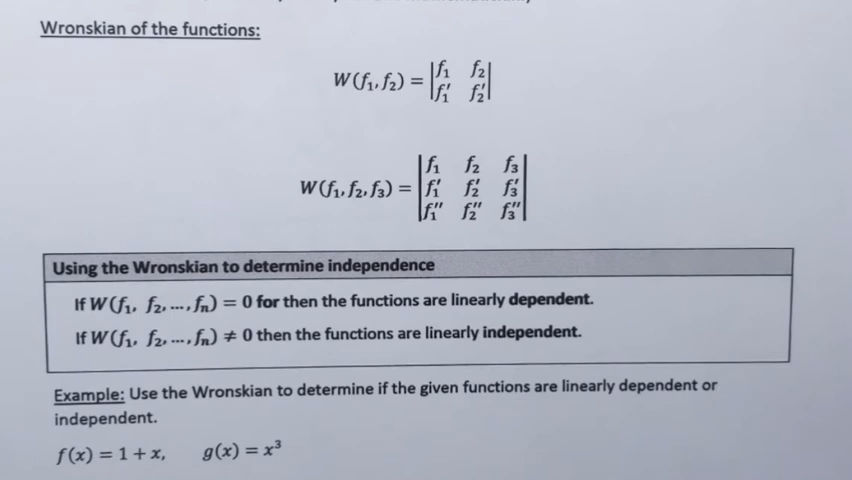 Wronskian of the functions:
W(f₁, f₂) = |f₁ f₂|
|f₁′ f₂′|
W(f₁, f₂, f₃) = |f₁ f₂ f₃|
|f₁′ f₂′ f₃′|
|f₁″ f₂″ f₃″|
Using the Wronskian to determine independence
If W(f₁, f₂, …, fₙ) = 0 for then the functions are linearly dependent.
If W(f₁, f₂, …, fₙ) ≠ 0 then the functions are linearly independent.
Example: Use the Wronskian to determine if the given functions are linearly dependent or
independent.
f(x) = 1 + x, g(x) = x³